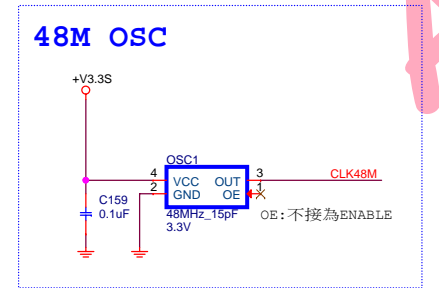 48M OSC
+V3.3S
OSC1
4 VCC OUT 3 CLK48M
2 GND OE 1
C159
0.1uF
48MHz_15pF
3.3V
OE:不接為ENABLE